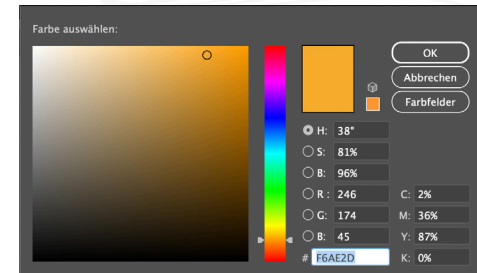 Farbe auswählen:
OK
Abbrechen
Farbfelder
H: 38°
S: 81%
B: 96%
R: 246 C: 2%
G: 174 M: 36%
B: 45 Y: 87%
# F6AE2D K: 0%